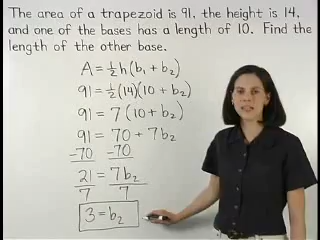 The area of a trapezoid is 91, the height is 14,
and one of the bases has a length of 10. Find the
length of the other base.
A = ½h(b₁ + b₂)
91 = ½(14)(10 + b₂)
91 = 7(10 + b₂)
91 = 70 + 7b₂
-70 -70
21 = 7b₂
7 7
3 = b₂